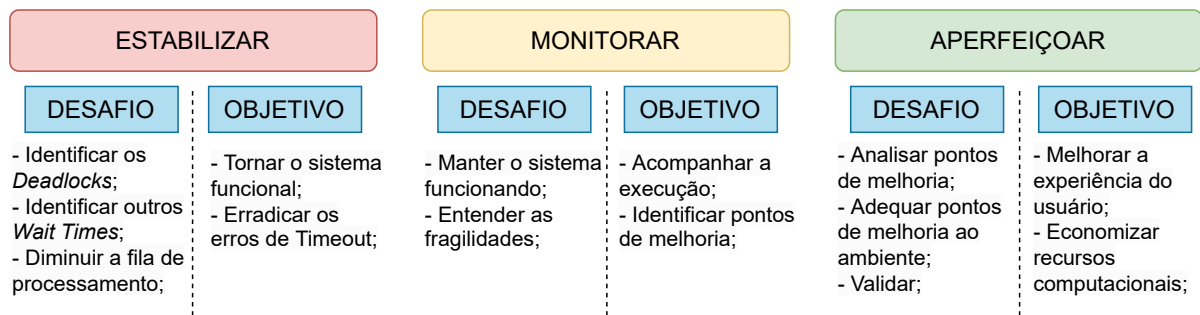 ESTABILIZAR
DESAFIO
- Identificar os
Deadlocks;
- Identificar outros
Wait Times;
- Diminuir a fila de
processamento;
OBJETIVO
- Tornar o sistema
funcional;
- Erradicar os
erros de Timeout;
MONITORAR
DESAFIO
- Manter o sistema
funcionando;
- Entender as
fragilidades;
OBJETIVO
- Acompanhar a
execução;
- Identificar pontos
de melhoria;
APERFEIÇOAR
DESAFIO
- Analisar pontos
de melhoria;
- Adequar pontos
de melhoria ao
ambiente;
- Validar;
OBJETIVO
- Melhorar a
experiência do
usuário;
- Economizar
recursos
computacionais;